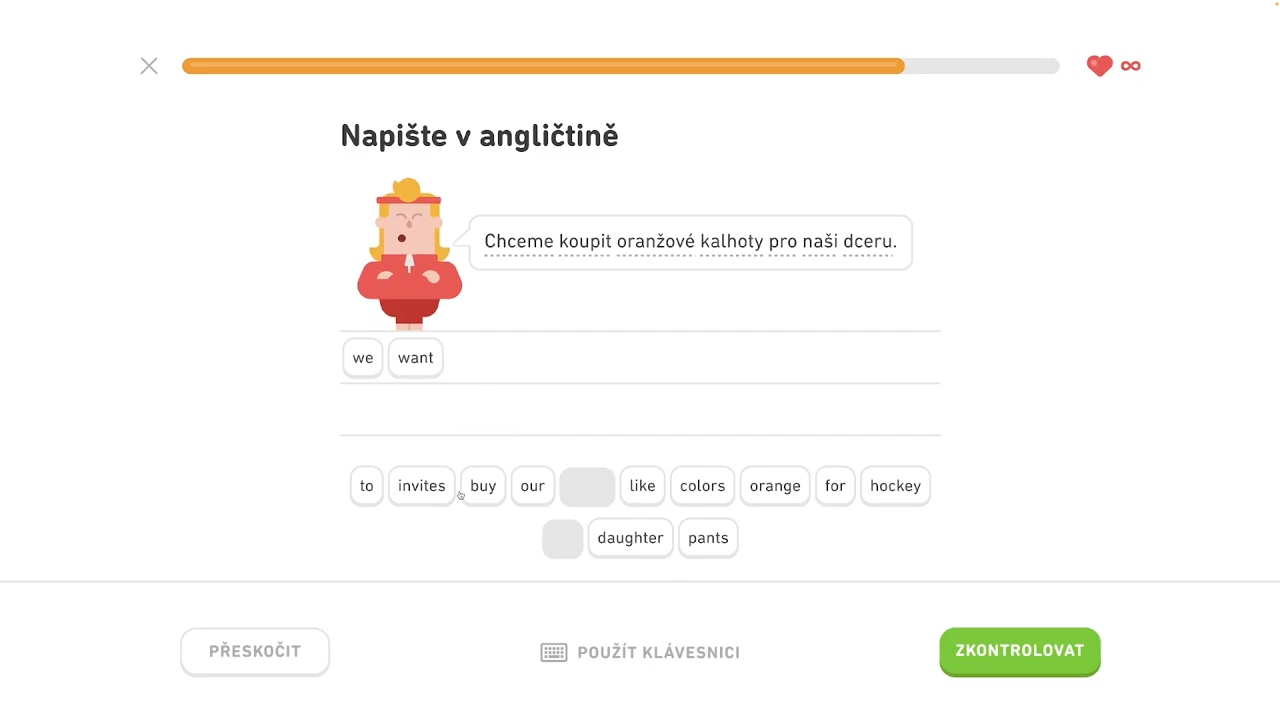 Napište v angličtině
Chceme koupit oranžové kalhoty pro naši dceru.
we want
to invites buy our like colors orange for hockey
daughter pants
PŘESKOČIT POUŽÍT KLÁVESNICI ZKONTROLOVAT